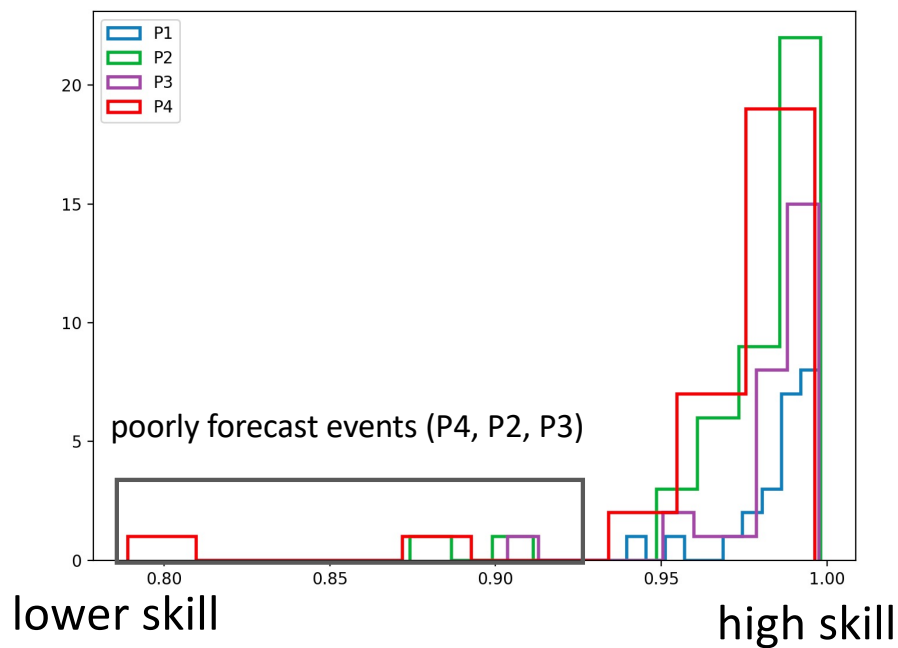 P1
P2
P3
P4
20
15
10
5
0
poorly forecast events (P4, P2, P3)
0.80 0.85 0.90 0.95 1.00
lower skill
high skill